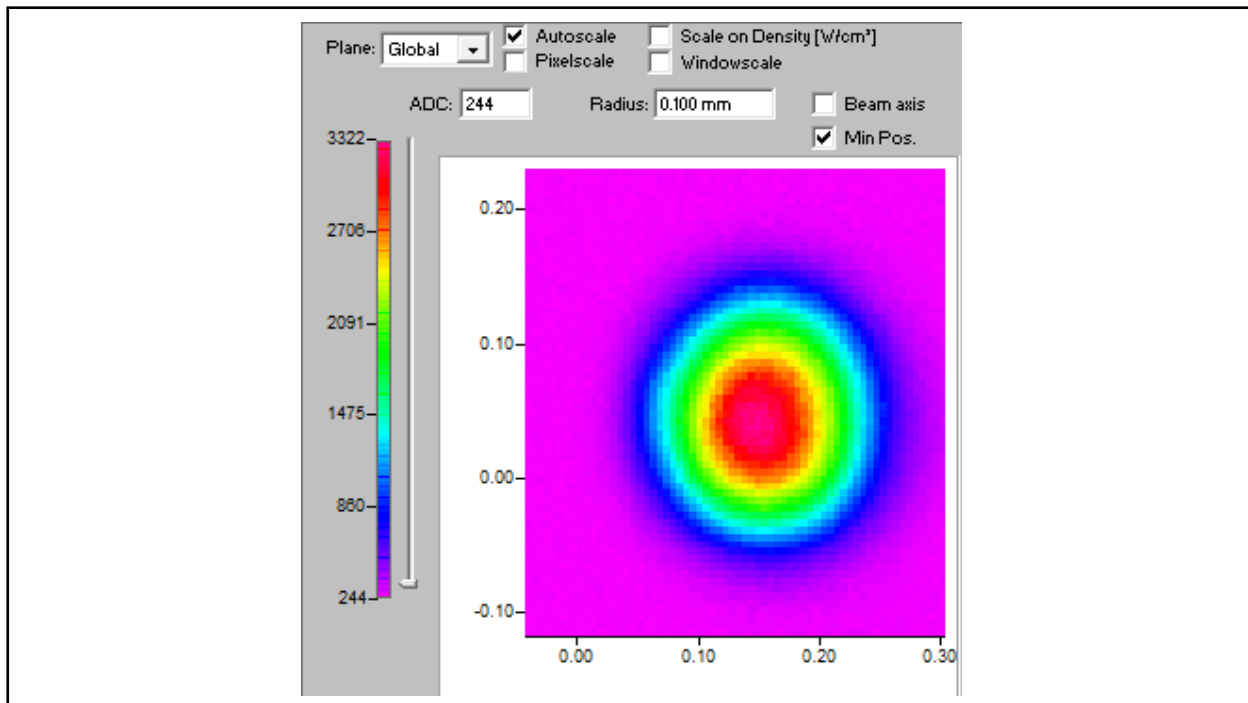 Plane: Global Autoscale Scale on Density [W/cm²]
Pixelscale Windowscale
ADC: 244 Radius: 0.100 mm Beam axis
Min Pos.
3322
2706
2091
1475
860
244
0.20
0.10
0.00
-0.10
0.00 0.10 0.20 0.30